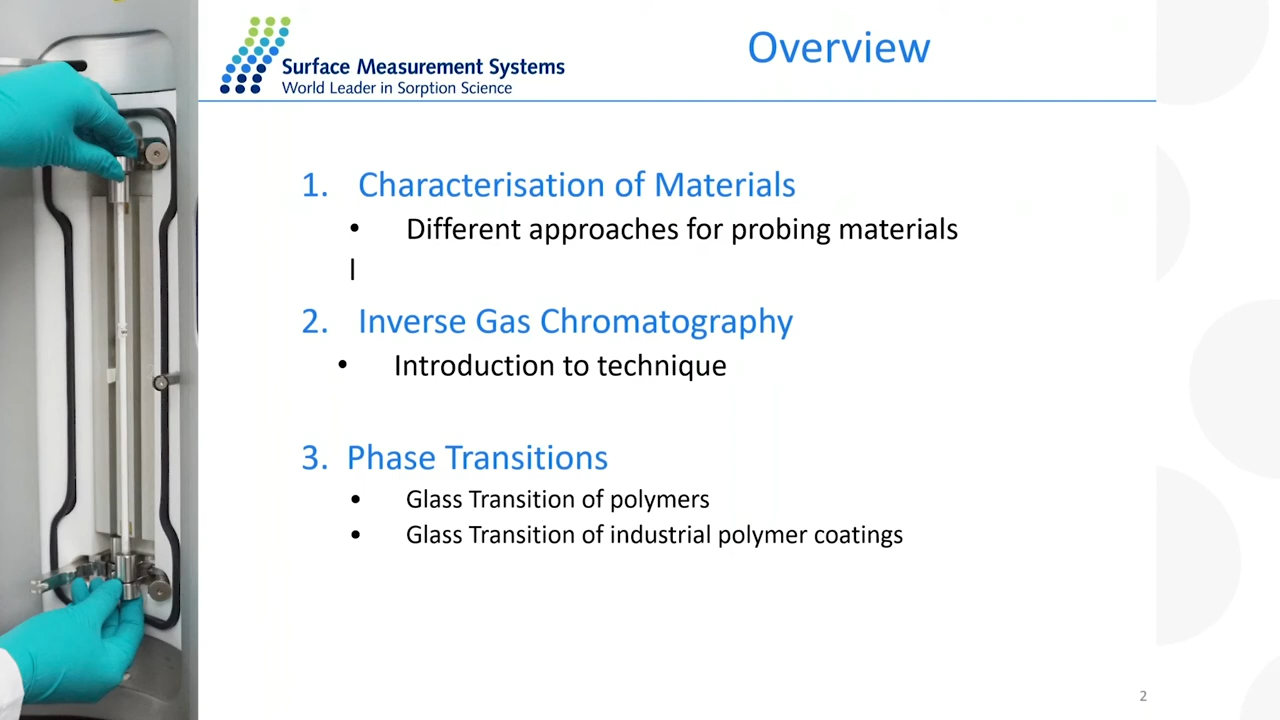 Surface Measurement Systems
World Leader in Sorption Science
Overview
1. Characterisation of Materials
• Different approaches for probing materials
l
2. Inverse Gas Chromatography
• Introduction to technique
3. Phase Transitions
• Glass Transition of polymers
• Glass Transition of industrial polymer coatings
2